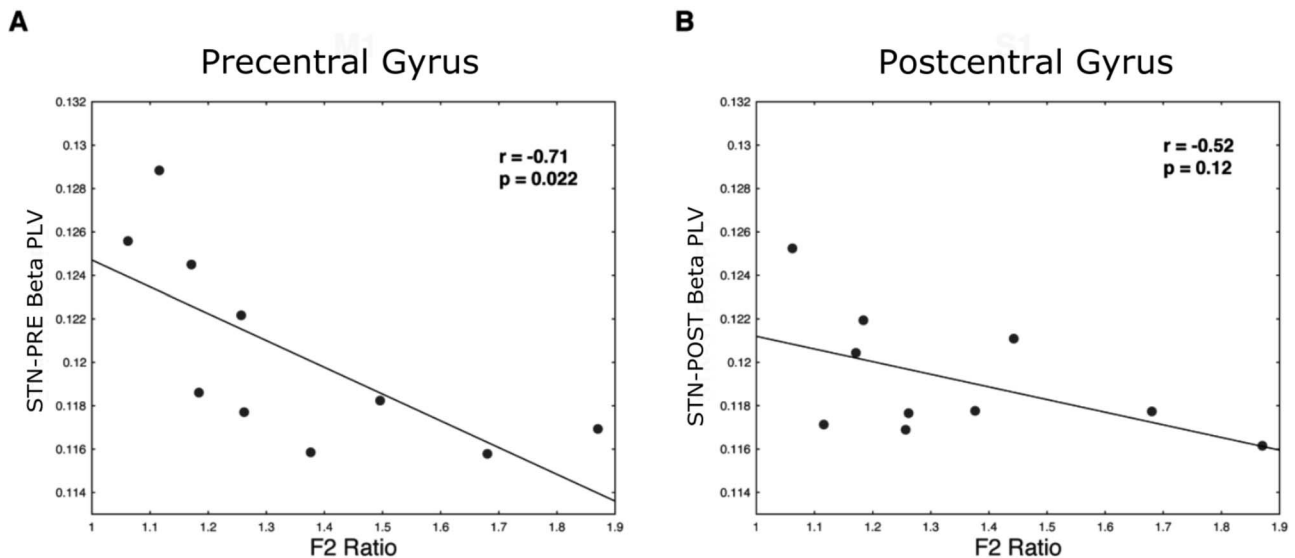 A
M1
Precentral Gyrus
STN-PRE Beta PLV
0.132
0.13
0.128
0.126
0.124
0.122
0.12
0.118
0.116
0.114
r = -0.71
p = 0.022
1 1.1 1.2 1.3 1.4 1.5 1.6 1.7 1.8 1.9
F2 Ratio
B
S1
Postcentral Gyrus
STN-POST Beta PLV
0.132
0.13
0.128
0.126
0.124
0.122
0.12
0.118
0.116
0.114
r = -0.52
p = 0.12
1 1.1 1.2 1.3 1.4 1.5 1.6 1.7 1.8 1.9
F2 Ratio